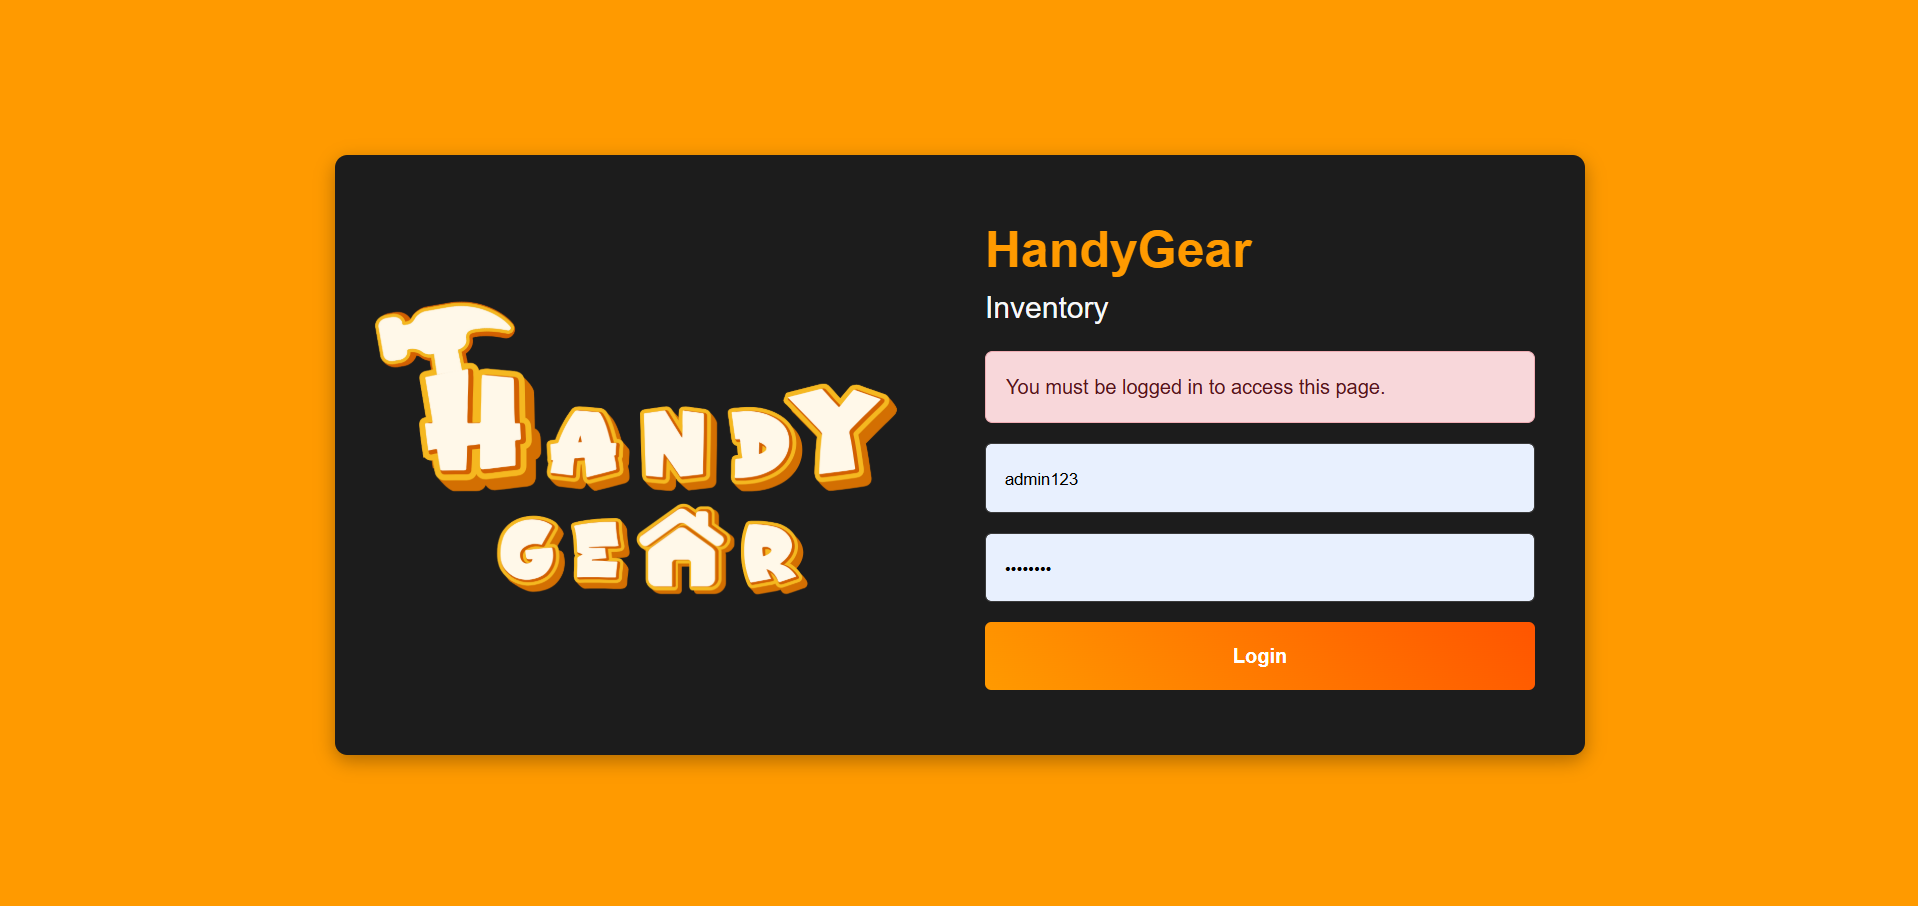 HANDY
GEAR
HandyGear
Inventory
You must be logged in to access this page.
admin123
••••••••
Login